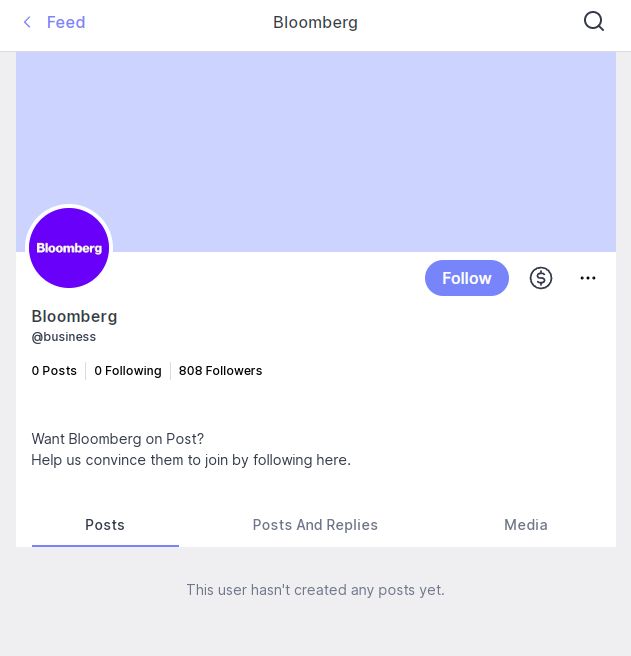 Feed
Bloomberg
Bloomberg
Follow
Bloomberg
@business
0 Posts
0 Following
808 Followers
Want Bloomberg on Post?
Help us convince them to join by following here.
Posts
Posts And Replies
Media
This user hasn't created any posts yet.